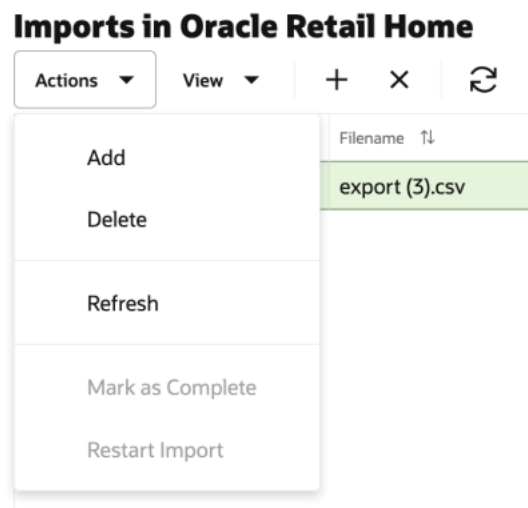 Imports in Oracle Retail Home
Actions View
Filename
export (3).csv
Add
Delete
Refresh
Mark as Complete
Restart Import